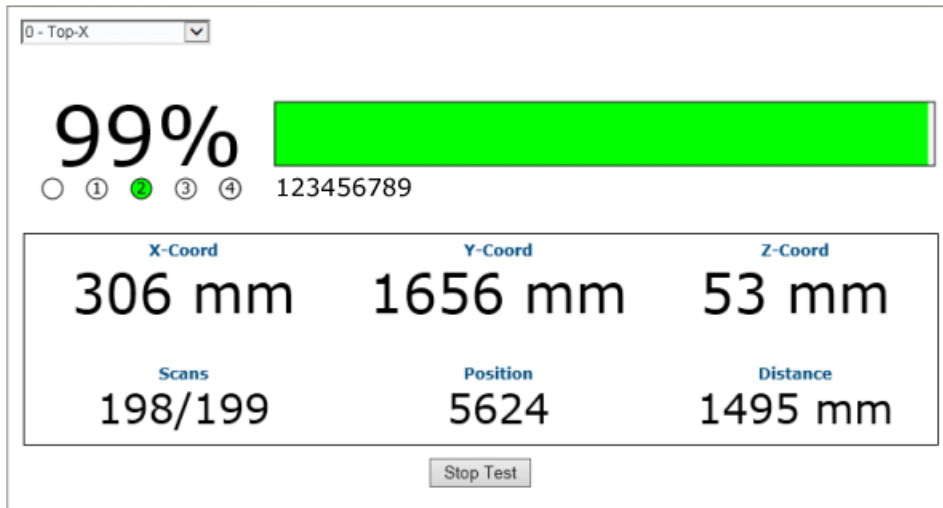 0 - Top-X
99%
① ② ③ ④
123456789
X-Coord Y-Coord Z-Coord
306 mm 1656 mm 53 mm
Scans Position Distance
198/199 5624 1495 mm
Stop Test